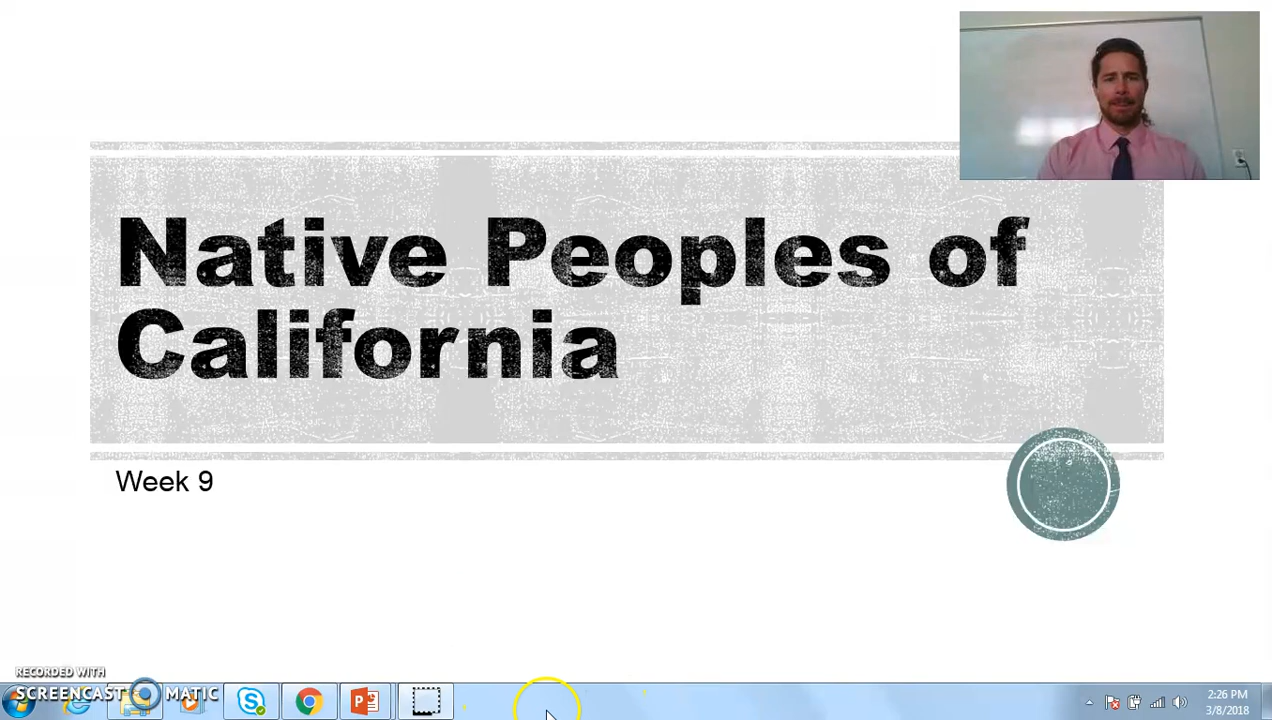 Native Peoples of
California
Week 9
RECORDED WITH
SCREENCAST MATIC
2:26 PM
3/8/2018